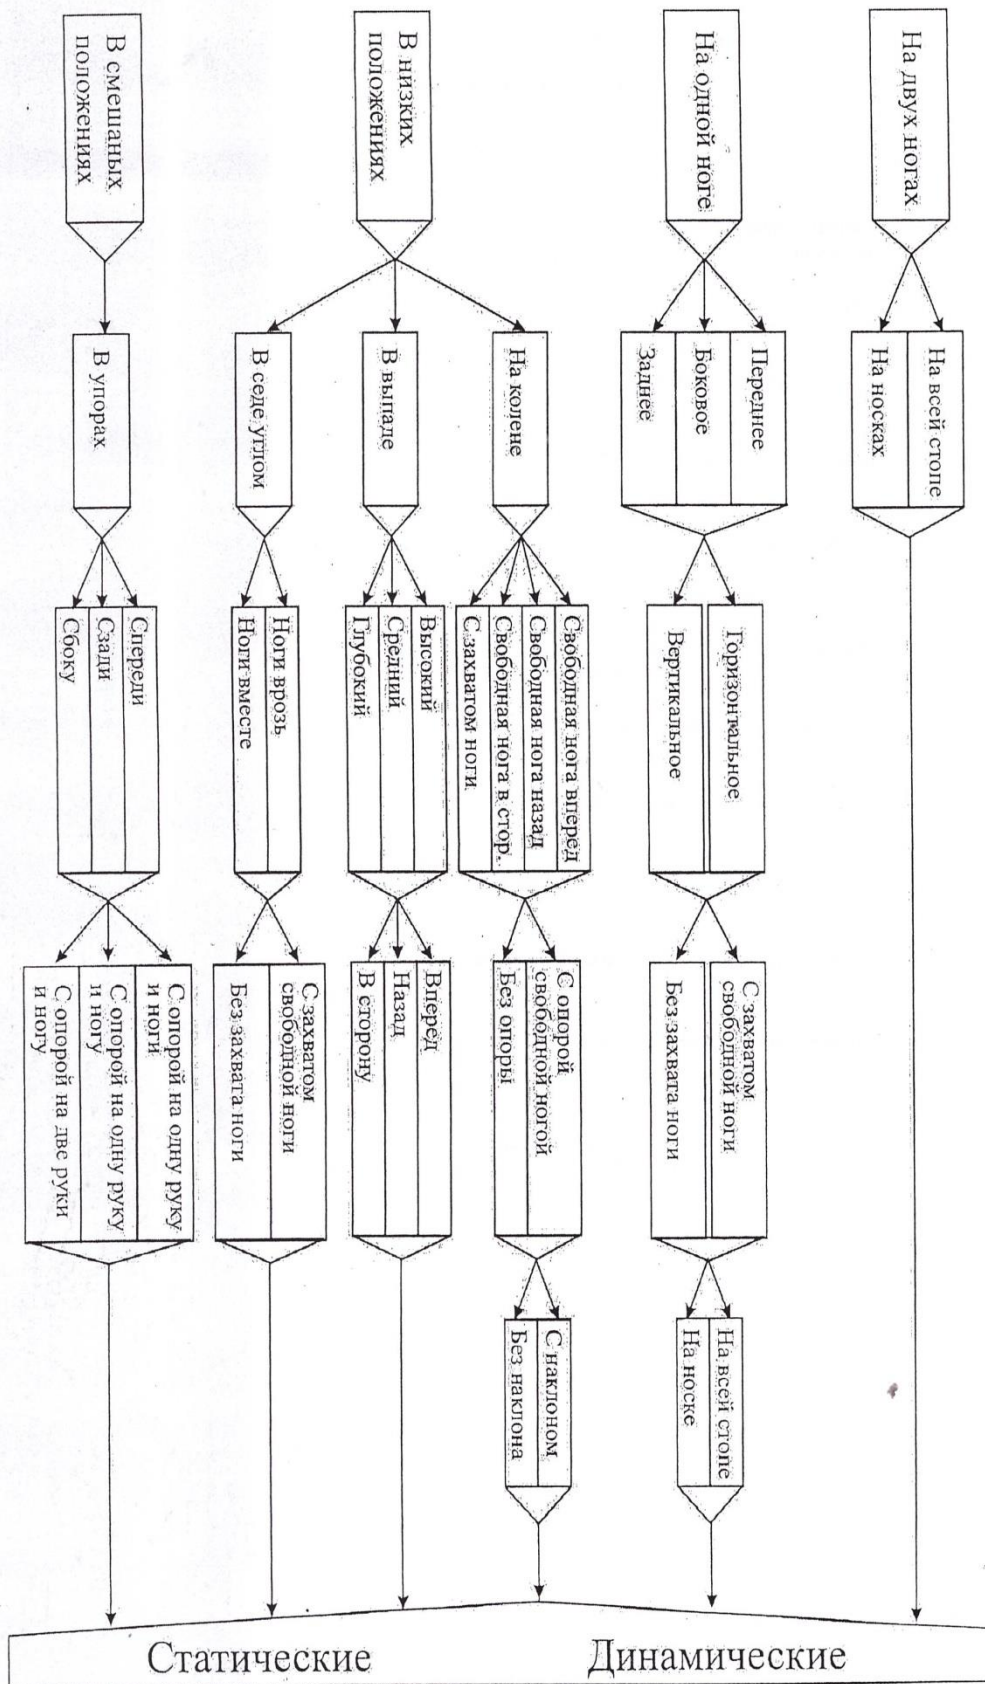 На двух ногах
На всей стопе
На носках
На одной ноге
Переднее
Боковое
Заднее
Горизонтальное
Вертикальное
С захватом
свободной ноги
Без захвата ноги
На всей стопе
На носке
В низких
положениях
На колене
Свободная нога вперед
Свободная нога назад
Свободная нога в стор.
С захватом ноги
С опорой
свободной ногой
Без опоры
С наклоном
Без наклона
В выпаде
Высокий
Средний
Глубокий
Вперед
Назад
В сторону
В седе углом
Ноги врозь
Ноги вместе
С захватом
свободной ноги
Без захвата ноги
В смешаных
положениях
В упорах
Спереди
Сзади
Сбоку
С опорой на одну руку
и ноги
С опорой на одну руку
и ногу
С опорой на две руки
и ногу
Статические
Динамические